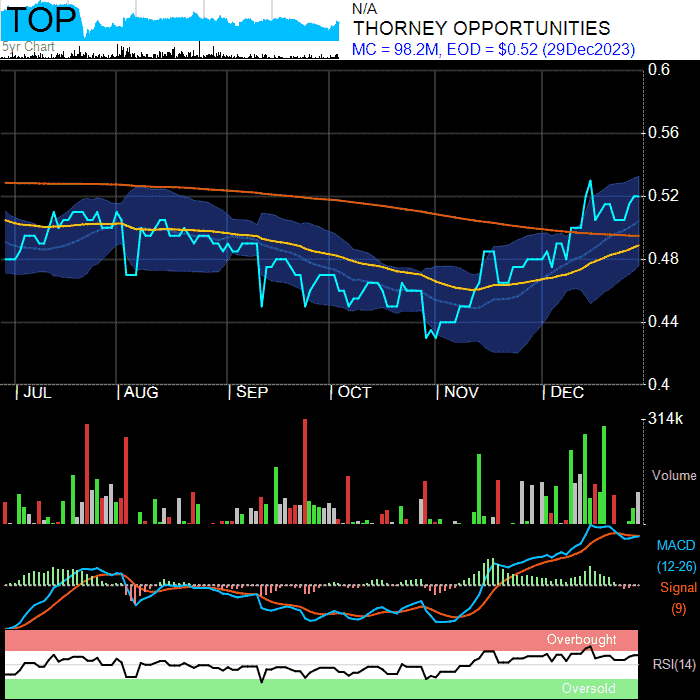 TOP
5yr Chart
N/A
THORNEY OPPORTUNITIES
MC = 98.2M, EOD = $0.52 (29Dec2023)
0.6
0.56
0.52
0.48
0.44
0.4
JUL AUG SEP OCT NOV DEC
314k
Volume
MACD
(12-26)
Signal
(9)
Overbought
RSI(14)
Oversold